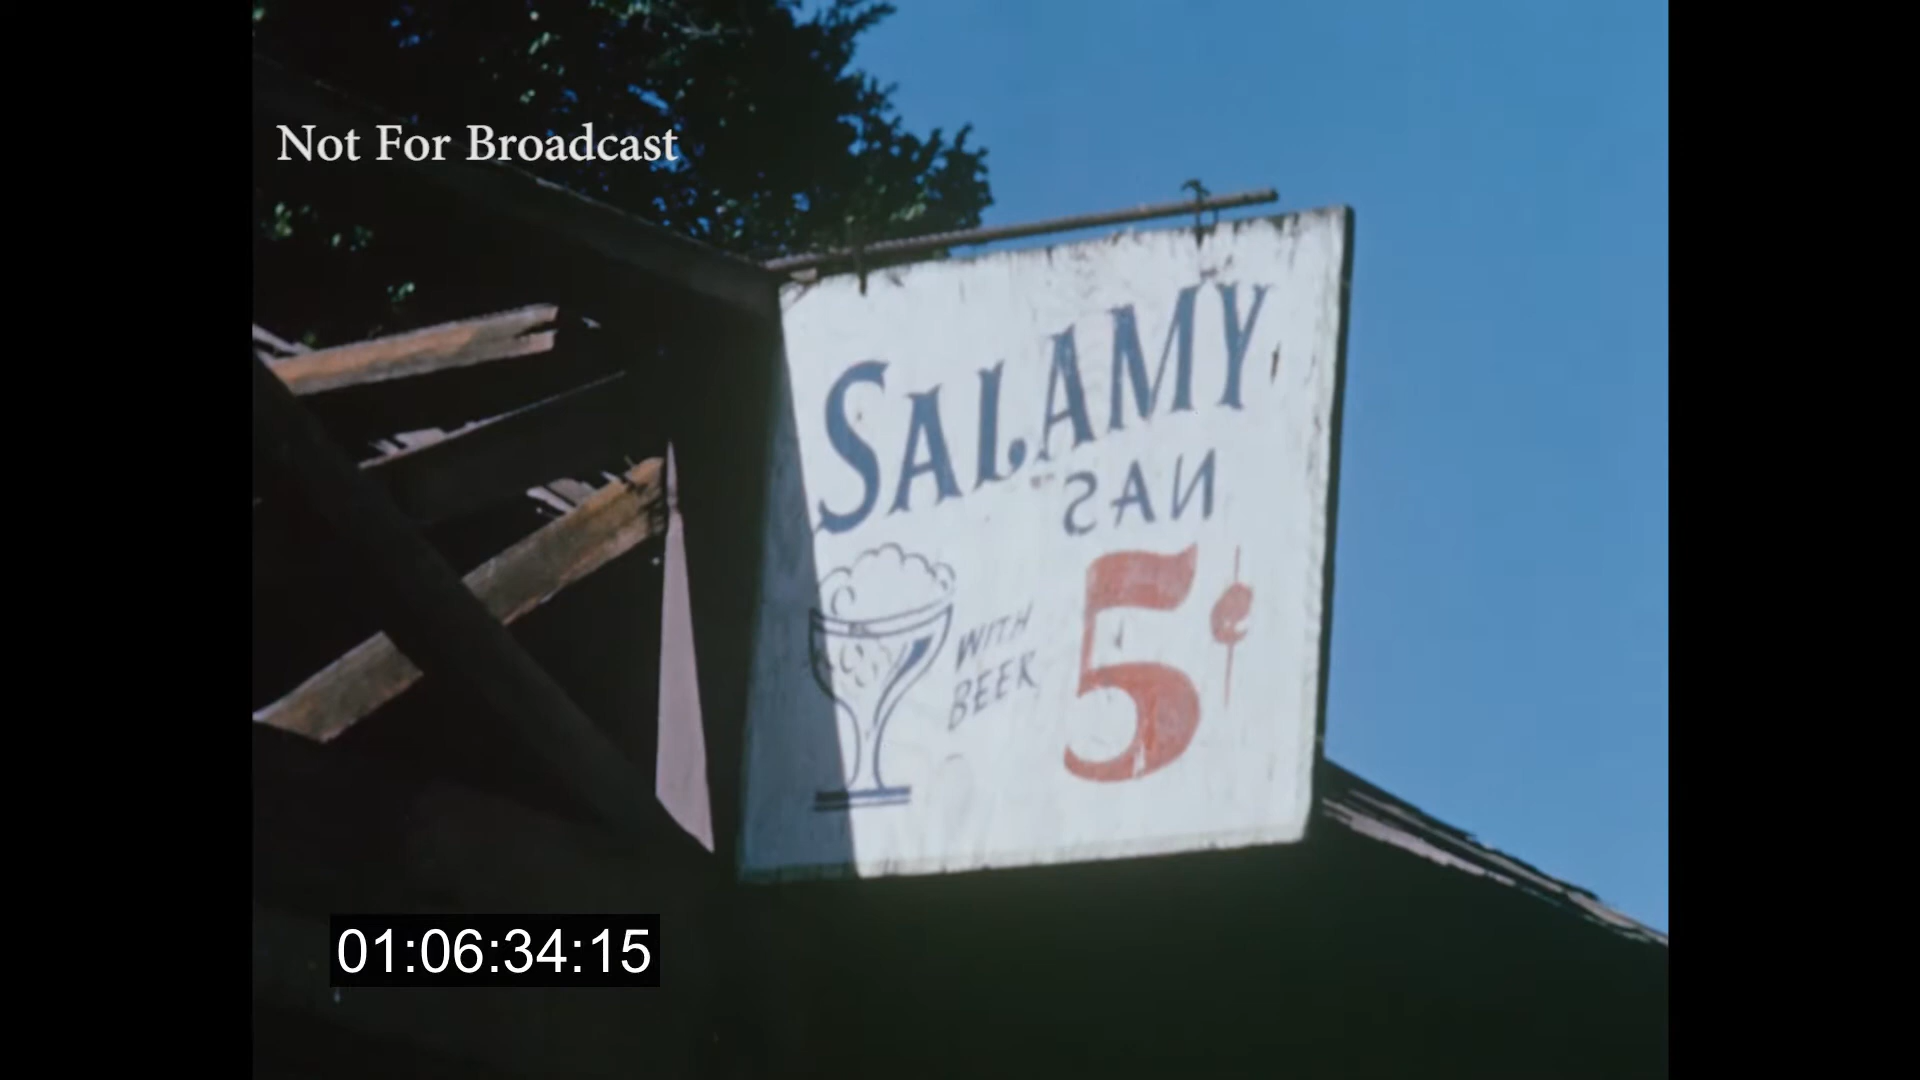 Not For Broadcast
SALAMY
SAN
WITH
BEER
5¢
01:06:34:15